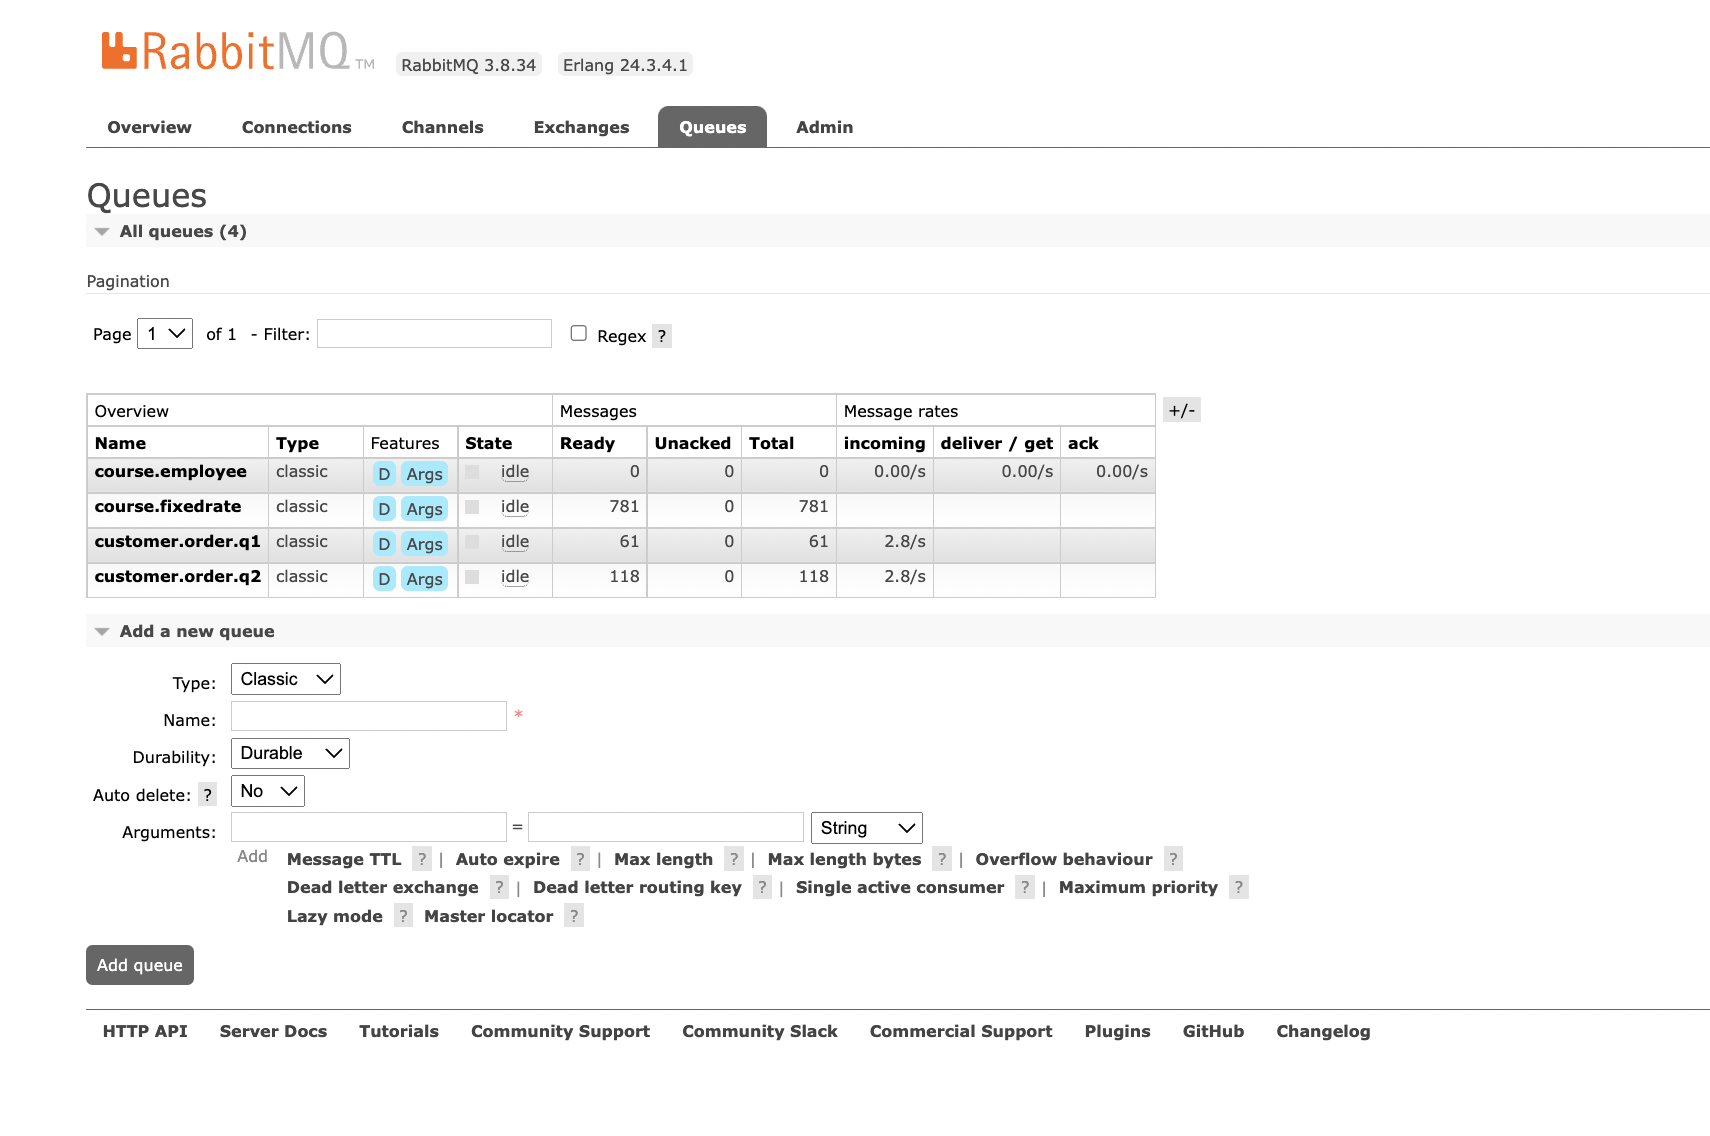 RabbitMQ TM RabbitMQ 3.8.34 Erlang 24.3.4.1
Overview Connections Channels Exchanges Queues Admin
Queues
All queues (4)
Pagination
Page 1 of 1 - Filter: Regex ?
Overview Messages Message rates +/-
Name Type Features State Ready Unacked Total incoming deliver / get ack
course.employee classic D Args idle 0 0 0 0.00/s 0.00/s 0.00/s
course.fixedrate classic D Args idle 781 0 781
customer.order.q1 classic D Args idle 61 0 61 2.8/s
customer.order.q2 classic D Args idle 118 0 118 2.8/s
Add a new queue
Type: Classic
Name: *
Durability: Durable
Auto delete: ? No
Arguments: = String
Add Message TTL ? | Auto expire ? | Max length ? | Max length bytes ? | Overflow behaviour ?
Dead letter exchange ? | Dead letter routing key ? | Single active consumer ? | Maximum priority ?
Lazy mode ? Master locator ?
Add queue
HTTP API Server Docs Tutorials Community Support Community Slack Commercial Support Plugins GitHub Changelog